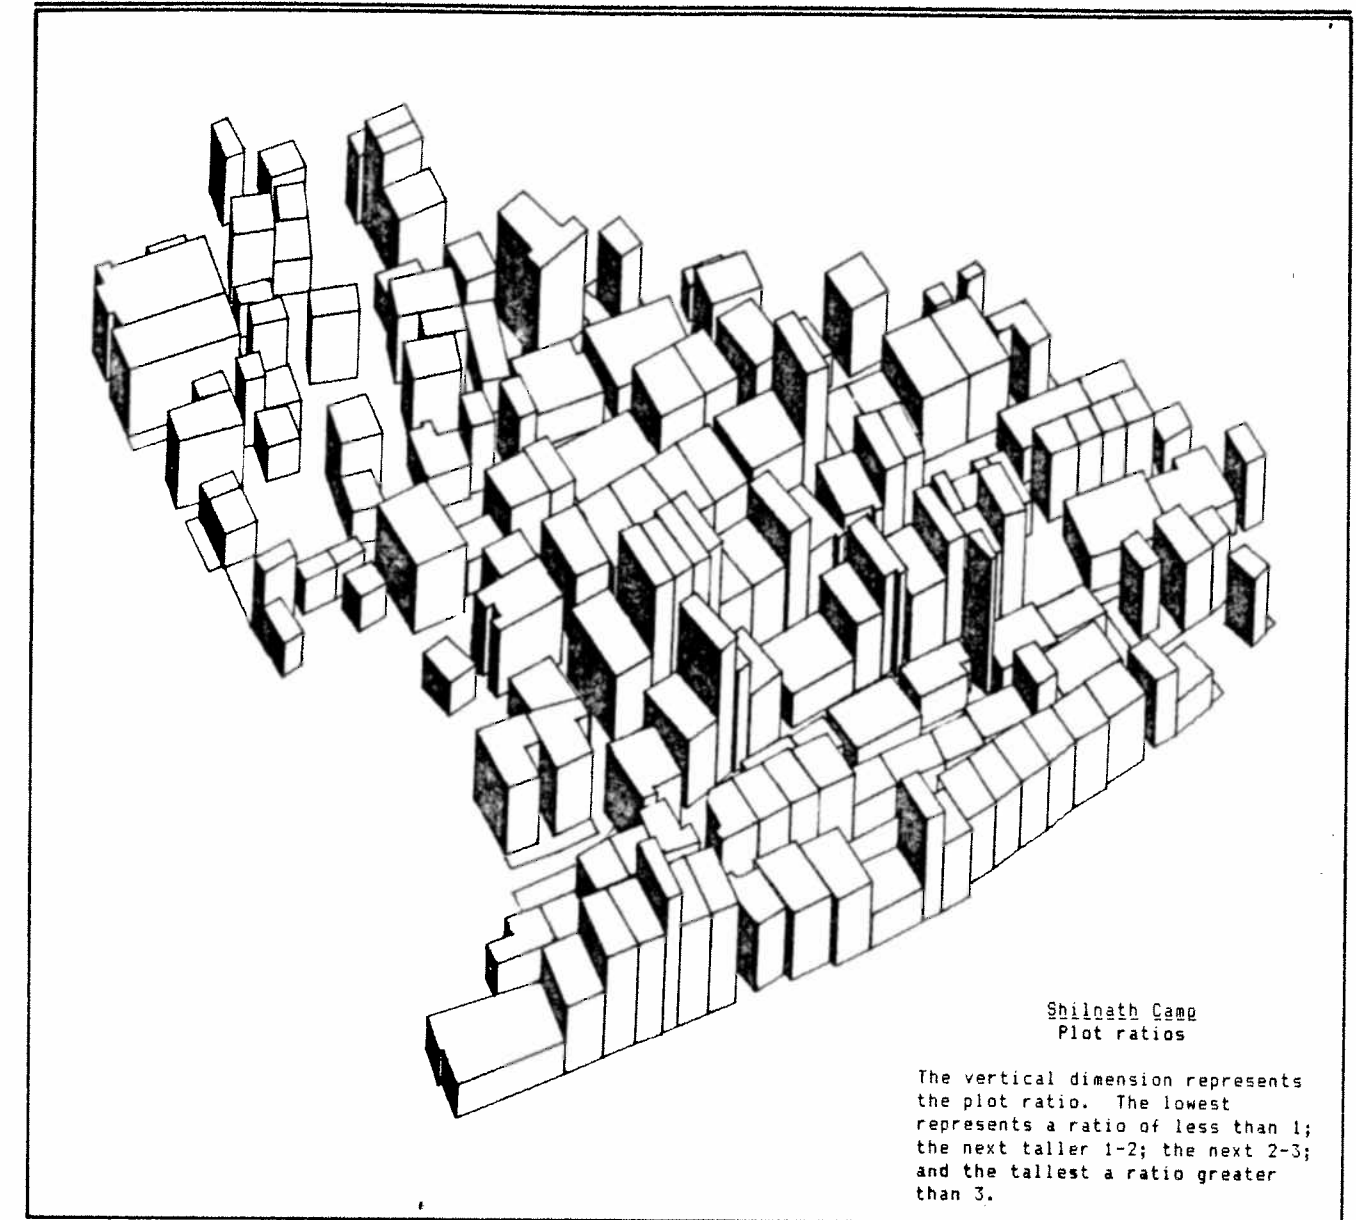 Shilnath Camp
Plot ratios
The vertical dimension represents
the plot ratio. The lowest
represents a ratio of less than 1;
the next taller 1-2; the next 2-3;
and the tallest a ratio greater
than 3.